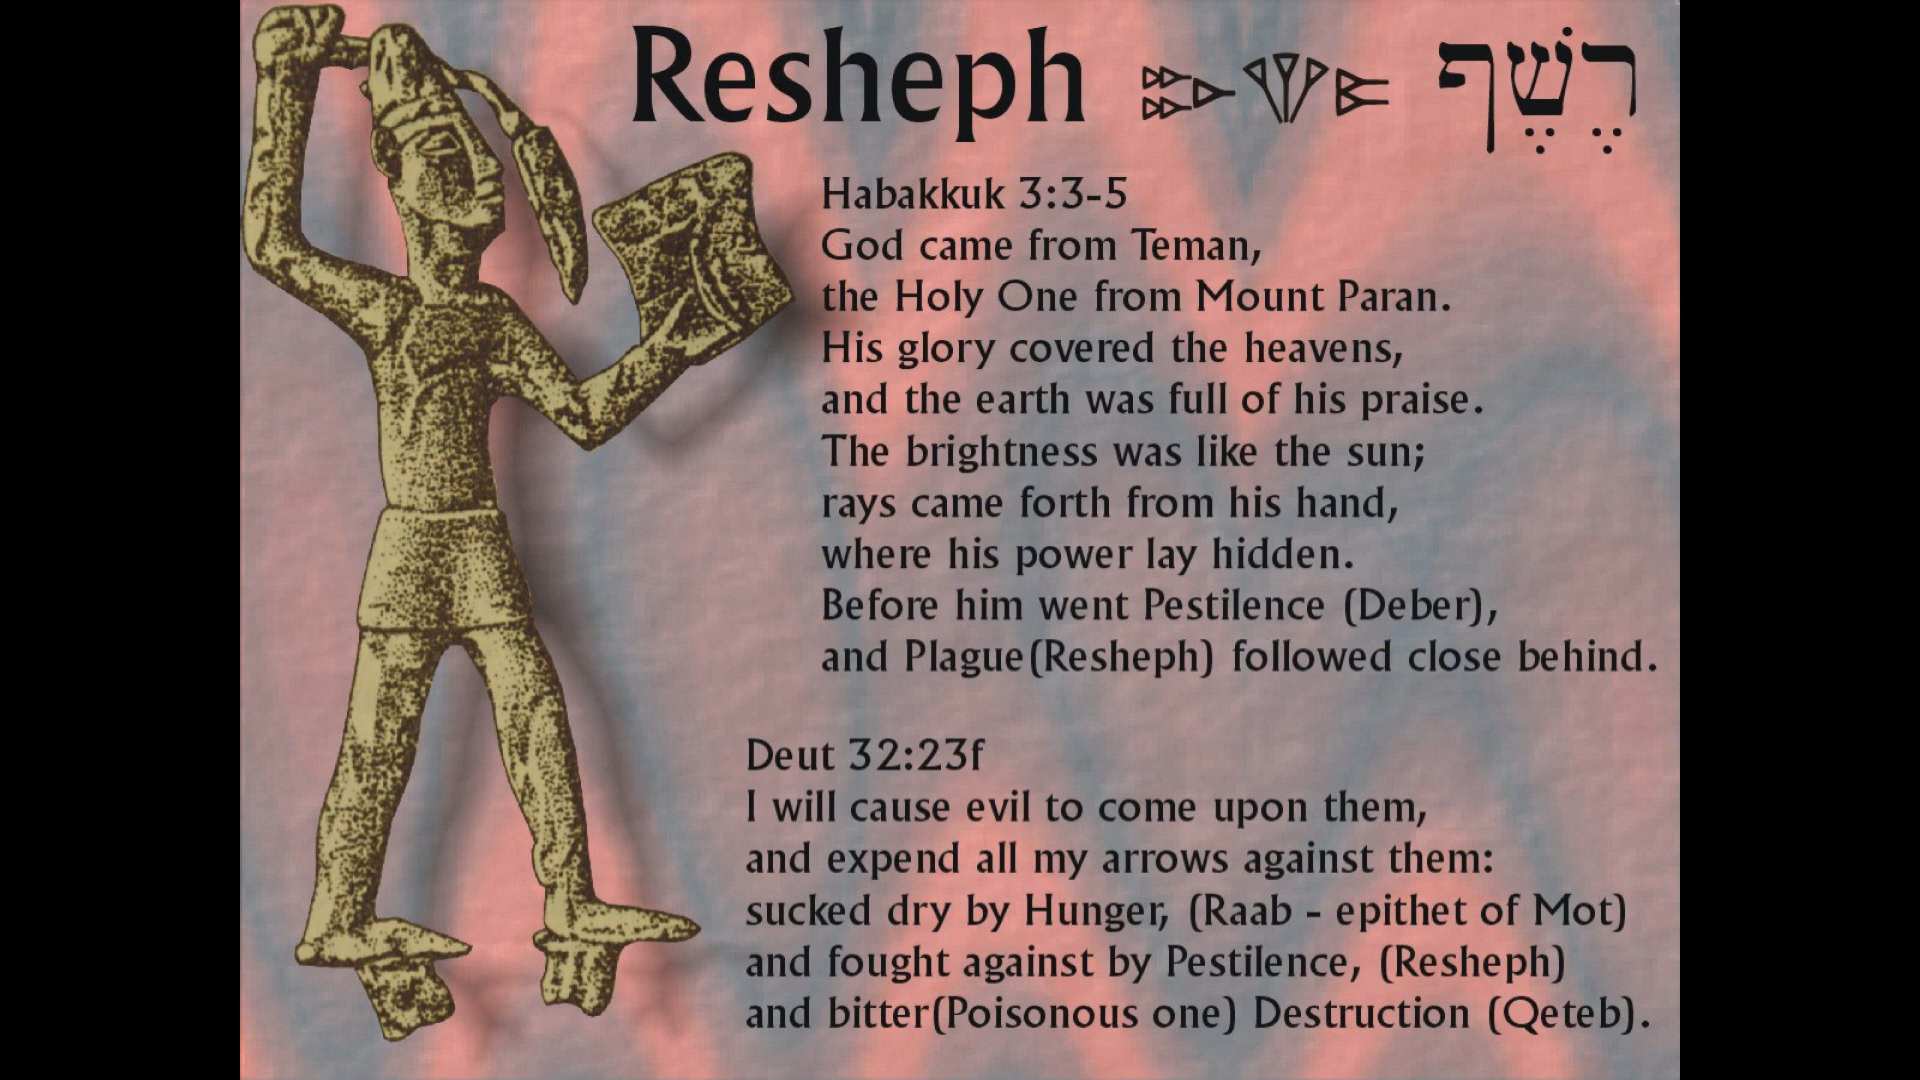 Resheph 𐎗𐎌𐎔 רֶשֶׁף
Habakkuk 3:3-5
God came from Teman,
the Holy One from Mount Paran.
His glory covered the heavens,
and the earth was full of his praise.
The brightness was like the sun;
rays came forth from his hand,
where his power lay hidden.
Before him went Pestilence (Deber),
and Plague(Resheph) followed close behind.
Deut 32:23f
I will cause evil to come upon them,
and expend all my arrows against them:
sucked dry by Hunger, (Raab - epithet of Mot)
and fought against by Pestilence, (Resheph)
and bitter(Poisonous one) Destruction (Qeteb).